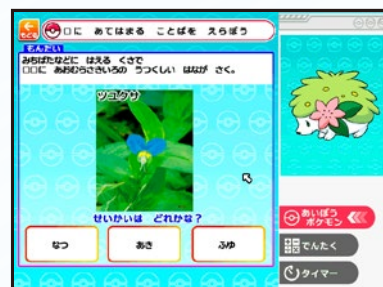 もどる
□に あてはまる ことばを えらぼう
もんだい
みちばたなどに はえる くさで
□□に あおむらさきいろの うつくしい はなが さく。
ツユクサ
せいかいは どれかな？
なつ
あき
ふゆ
あいぼう
ポケモン
でんたく
タイマー